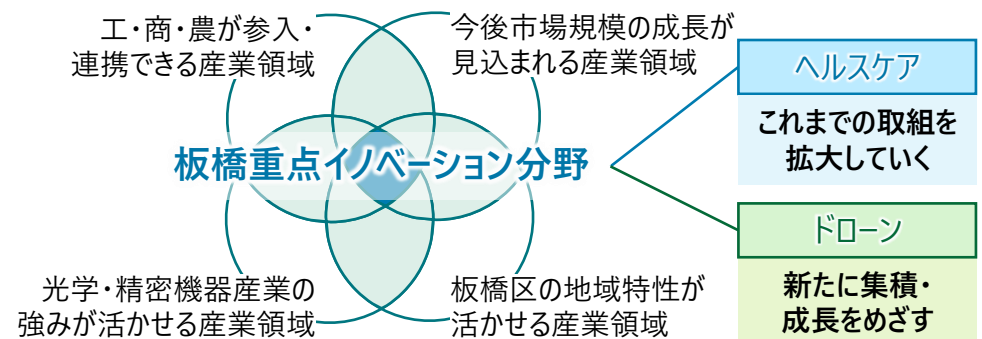 工・商・農が参入・
連携できる産業領域
今後市場規模の成長が
見込まれる産業領域
板橋重点イノベーション分野
光学・精密機器産業の
強みが活かせる産業領域
板橋区の地域特性が
活かせる産業領域
ヘルスケア
これまでの取組を
拡大していく
ドローン
新たに集積・
成長をめざす